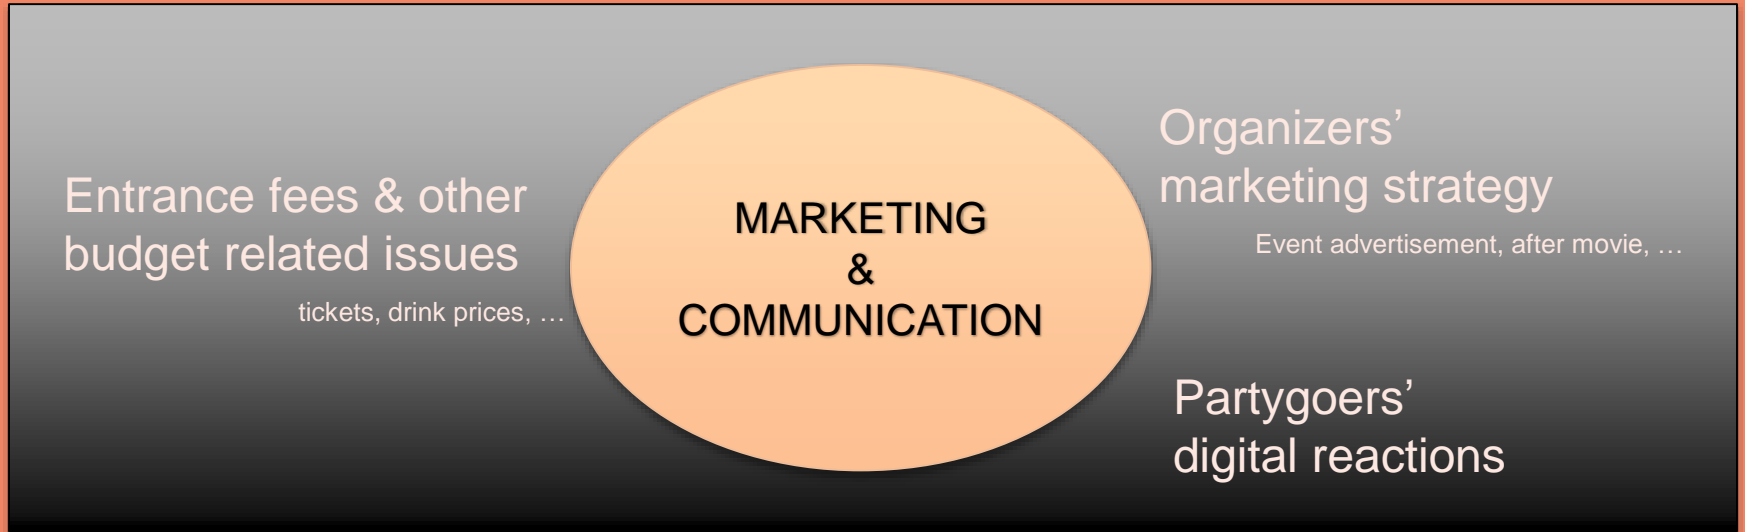 Entrance fees & other
budget related issues
tickets, drink prices, …
MARKETING
&
COMMUNICATION
Organizers’
marketing strategy
Event advertisement, after movie, …
Partygoers’
digital reactions